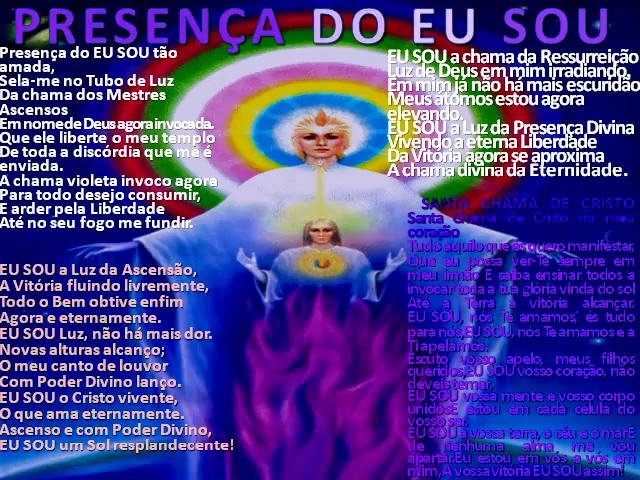 PRESENÇA DO EU SOU
Presença do EU SOU tão
amada,
Sela-me no Tubo de Luz
Da chama dos Mestres
Ascensos
Em nome de Deus agora invocada.
Que ele liberte o meu templo
De toda a discórdia que me é
enviada.
A chama violeta invoco agora
Para todo desejo consumir,
E arder pela Liberdade
Até no seu fogo me fundir.
EU SOU a Luz da Ascensão,
A Vitória fluindo livremente,
Todo o Bem obtive enfim
Agora e eternamente.
EU SOU Luz, não há mais dor.
Novas alturas alcanço;
O meu canto de louvor
Com Poder Divino lanço.
EU SOU o Cristo vivente,
O que ama eternamente.
Ascenso e com Poder Divino,
EU SOU um Sol resplandecente!
EU SOU a chama da Ressurreição
Luz de Deus em mim irradiando,
Em mim já não há mais escuridão
Meus átomos estou agora
elevando.
EU SOU a Luz da Presença Divina
Vivendo a eterna Liberdade
Da Vitória agora se aproxima
A chama divina da Eternidade.
SANTA CHAMA DE CRISTO
Santa Chama de Cristo no meu
coração
Tudo aquilo que és quero manifestar,
Que eu possa ver-Te sempre em
meu irmão E saiba ensinar todos a
invocar toda a tua glória vinda do sol
Até a Terra a vitória alcançar.
EU SOU, nós Te amamos, és tudo
para nós,EU SOU, nós Te amamos e a
Ti apelamos.
Escuto vosso apelo, meus filhos
queridos,EU SOU vosso coração, não
deveis temer,
EU SOU vossa mente e vosso corpo
unidosE estou em cada célula do
vosso ser.
EU SOU a vossa terra, o céu e o marE
de nenhuma alma me vou
apartar.Eu estou em vós e vós em
mim,A vossa vitória EU SOU assim!